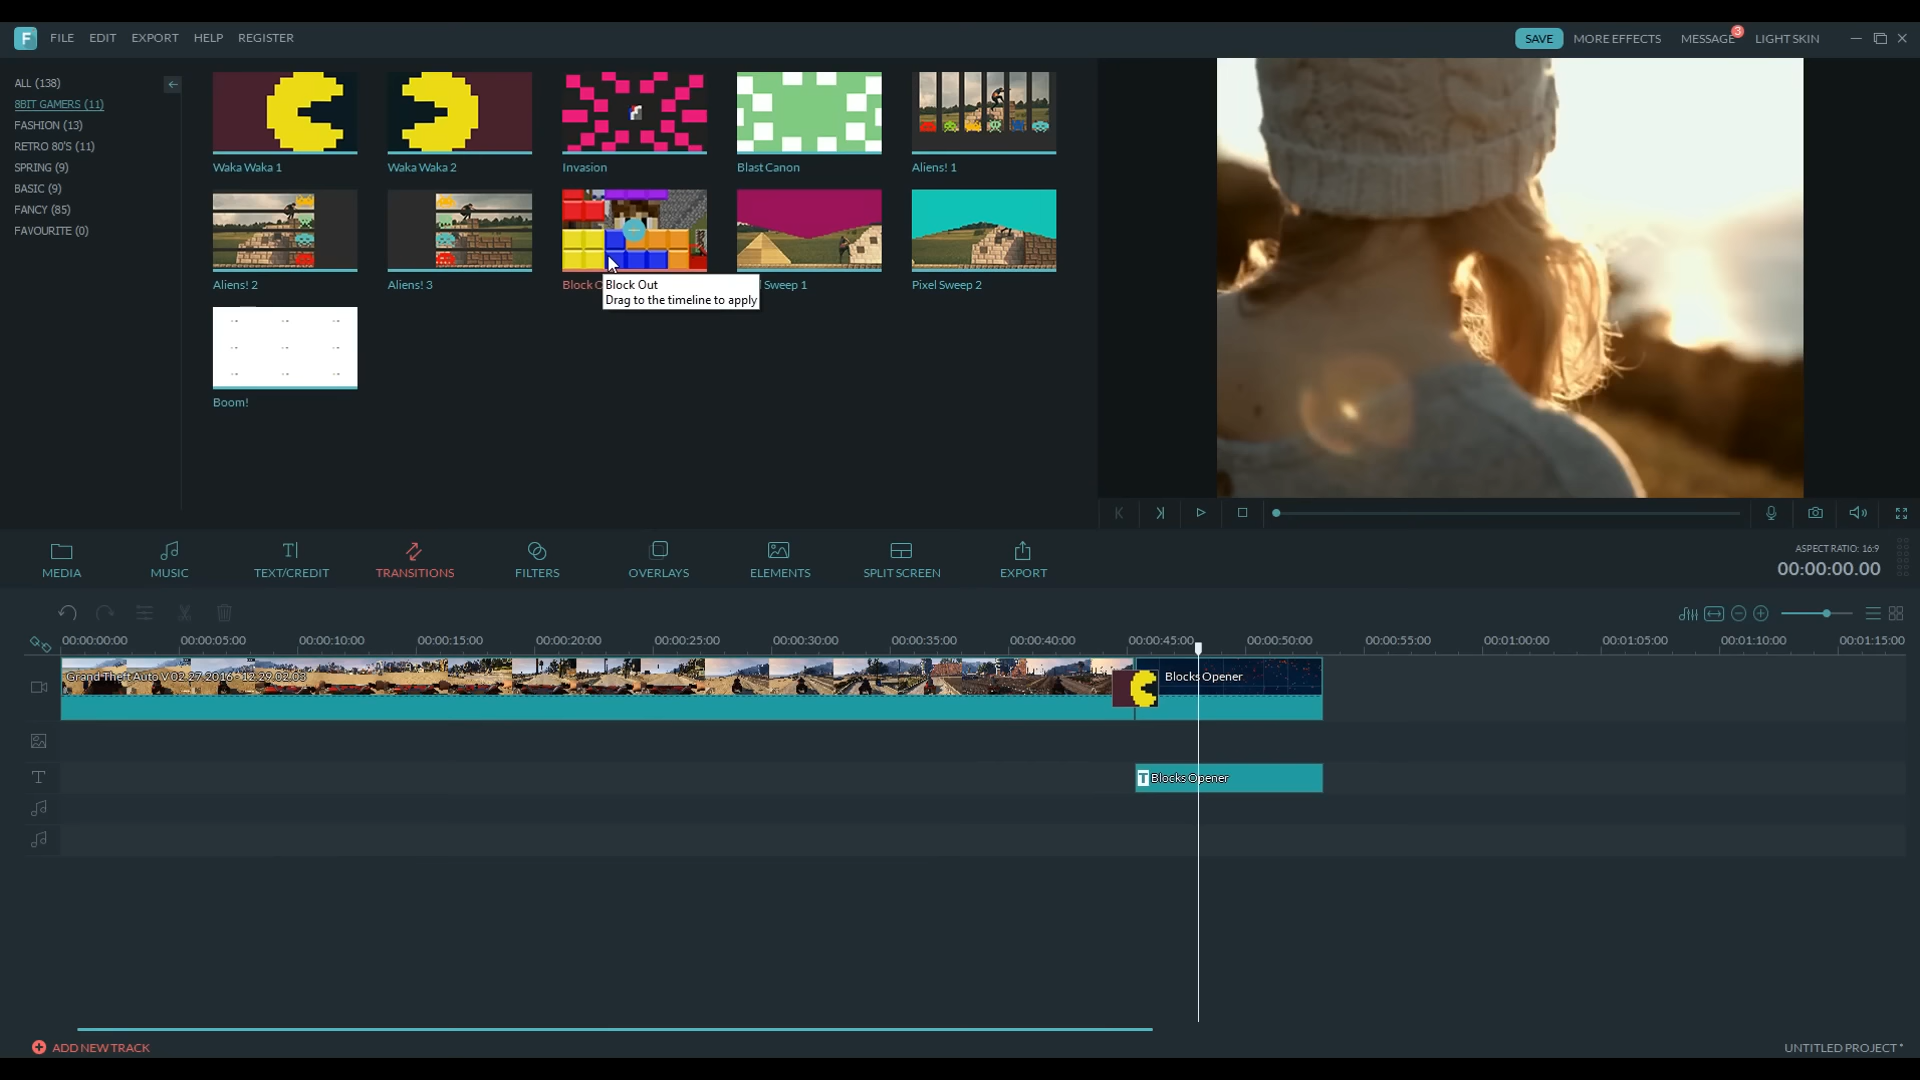 F FILE EDIT EXPORT HELP REGISTER
SAVE MORE EFFECTS MESSAGE 3 LIGHT SKIN
ALL (138)
8BIT GAMERS (11)
FASHION (13)
RETRO 80'S (11)
SPRING (9)
BASIC (9)
FANCY (85)
FAVOURITE (0)
Waka Waka 1
Waka Waka 2
Invasion
Blast Canon
Aliens! 1
Aliens! 2
Aliens! 3
Block O
Block Out
Drag to the timeline to apply
Sweep 1
Pixel Sweep 2
Boom!
MEDIA
MUSIC
TEXT/CREDIT
TRANSITIONS
FILTERS
OVERLAYS
ELEMENTS
SPLIT SCREEN
EXPORT
ASPECT RATIO: 16:9
00:00:00.00
00:00:00:00 00:00:05:00 00:00:10:00 00:00:15:00 00:00:20:00 00:00:25:00 00:00:30:00 00:00:35:00 00:00:40:00 00:00:45:00 00:00:50:00 00:00:55:00 00:01:00:00 00:01:05:00 00:01:10:00 00:01:15:00
Grand Theft Auto V 02.27.2016 - 12.29.02.03
Blocks Opener
T Blocks Opener
ADD NEW TRACK
UNTITLED PROJECT *